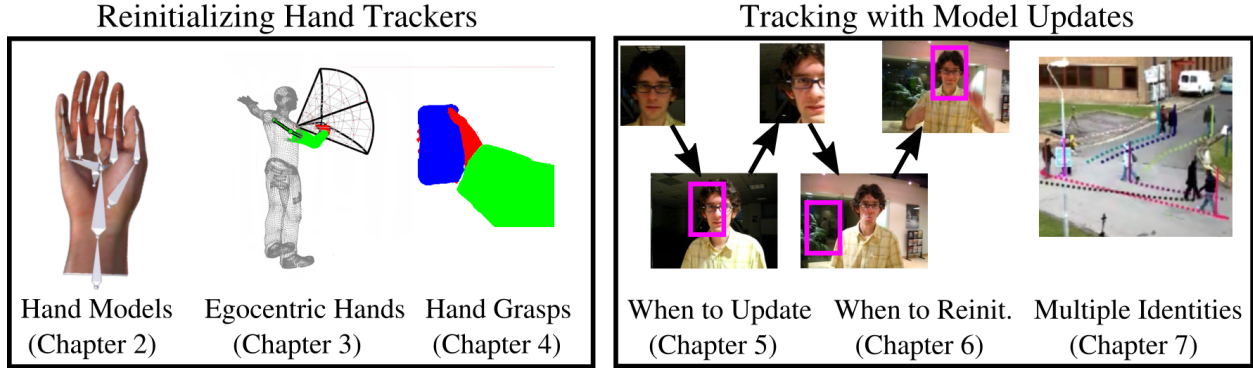 Reinitializing Hand Trackers
Tracking with Model Updates
Hand Models
(Chapter 2)
Egocentric Hands
(Chapter 3)
Hand Grasps
(Chapter 4)
When to Update
(Chapter 5)
When to Reinit.
(Chapter 6)
Multiple Identities
(Chapter 7)